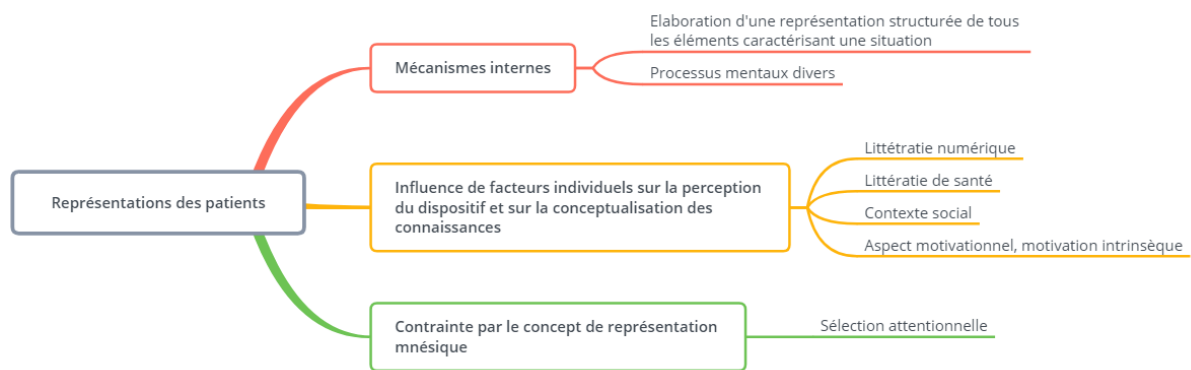 Représentations des patients
Mécanismes internes
Elaboration d'une représentation structurée de tous
les éléments caractérisant une situation
Processus mentaux divers
Influence de facteurs individuels sur la perception
du dispositif et sur la conceptualisation des
connaissances
Littétratie numérique
Littératie de santé
Contexte social
Aspect motivationnel, motivation intrinsèque
Contrainte par le concept de représentation
mnésique
Sélection attentionnelle